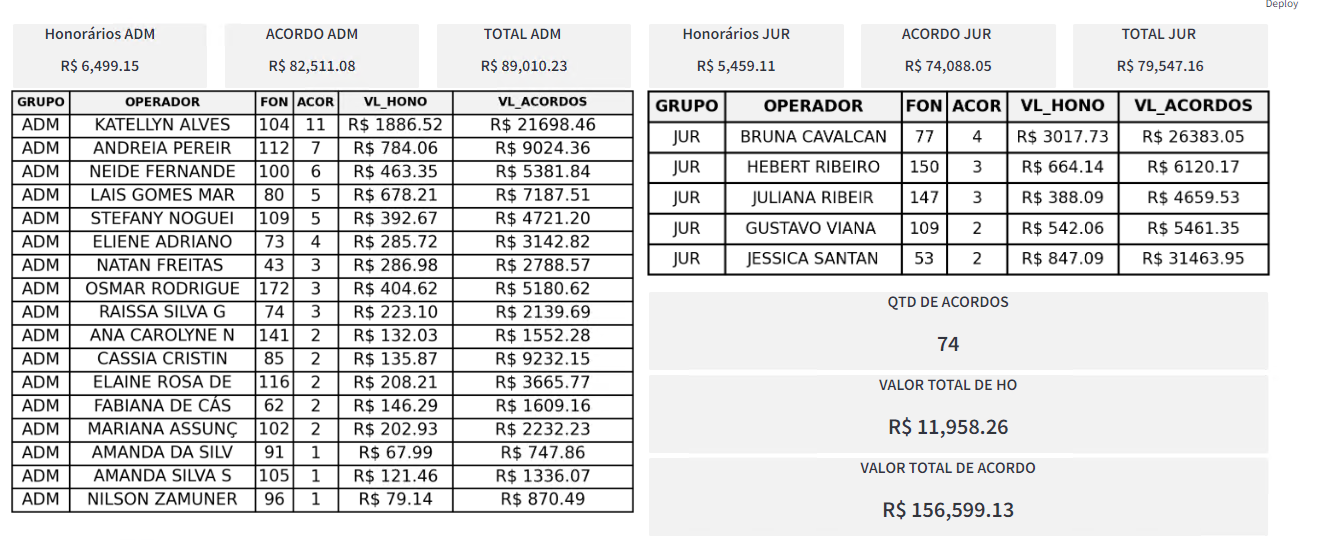 Deploy
Honorários ADM
R$ 6,499.15
ACORDO ADM
R$ 82,511.08
TOTAL ADM
R$ 89,010.23
Honorários JUR
R$ 5,459.11
ACORDO JUR
R$ 74,088.05
TOTAL JUR
R$ 79,547.16
GRUPO OPERADOR FON ACOR VL_HONO VL_ACORDOS
ADM KATELLYN ALVES 104 11 R$ 1886.52 R$ 21698.46
ADM ANDREIA PEREIR 112 7 R$ 784.06 R$ 9024.36
ADM NEIDE FERNANDE 100 6 R$ 463.35 R$ 5381.84
ADM LAIS GOMES MAR 80 5 R$ 678.21 R$ 7187.51
ADM STEFANY NOGUEI 109 5 R$ 392.67 R$ 4721.20
ADM ELIENE ADRIANO 73 4 R$ 285.72 R$ 3142.82
ADM NATAN FREITAS 43 3 R$ 286.98 R$ 2788.57
ADM OSMAR RODRIGUE 172 3 R$ 404.62 R$ 5180.62
ADM RAISSA SILVA G 74 3 R$ 223.10 R$ 2139.69
ADM ANA CAROLYNE N 141 2 R$ 132.03 R$ 1552.28
ADM CASSIA CRISTIN 85 2 R$ 135.87 R$ 9232.15
ADM ELAINE ROSA DE 116 2 R$ 208.21 R$ 3665.77
ADM FABIANA DE CÁS 62 2 R$ 146.29 R$ 1609.16
ADM MARIANA ASSUNÇ 102 2 R$ 202.93 R$ 2232.23
ADM AMANDA DA SILV 91 1 R$ 67.99 R$ 747.86
ADM AMANDA SILVA S 105 1 R$ 121.46 R$ 1336.07
ADM NILSON ZAMUNER 96 1 R$ 79.14 R$ 870.49
GRUPO OPERADOR FON ACOR VL_HONO VL_ACORDOS
JUR BRUNA CAVALCAN 77 4 R$ 3017.73 R$ 26383.05
JUR HEBERT RIBEIRO 150 3 R$ 664.14 R$ 6120.17
JUR JULIANA RIBEIR 147 3 R$ 388.09 R$ 4659.53
JUR GUSTAVO VIANA 109 2 R$ 542.06 R$ 5461.35
JUR JESSICA SANTAN 53 2 R$ 847.09 R$ 31463.95
QTD DE ACORDOS
74
VALOR TOTAL DE HO
R$ 11,958.26
VALOR TOTAL DE ACORDO
R$ 156,599.13